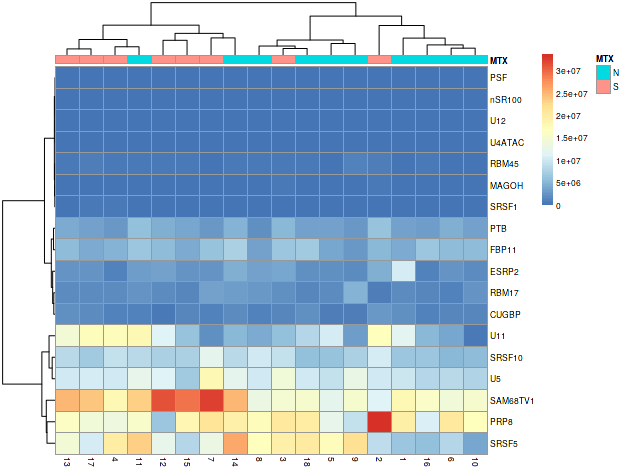 MTX
PSF
nSR100
U12
U4ATAC
RBM45
MAGOH
SRSF1
PTB
FBP11
ESRP2
RBM17
CUGBP
U11
SRSF10
U5
SAM68TV1
PRP8
SRSF5
13 17 4 11 12 15 7 14 8 3 18 5 9 2 1 16 6 10
3e+07
2.5e+07
2e+07
1.5e+07
1e+07
5e+06
0
MTX
N
S